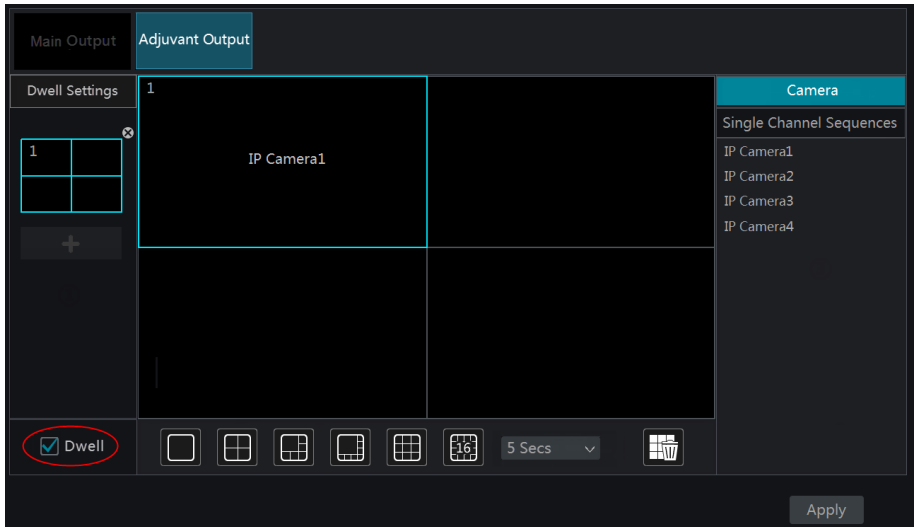 Main Output
Adjuvant Output
Dwell Settings
1
Camera
Single Channel Sequences
1
IP Camera1
IP Camera1
IP Camera2
IP Camera3
IP Camera4
Dwell
16
5 Secs
Apply